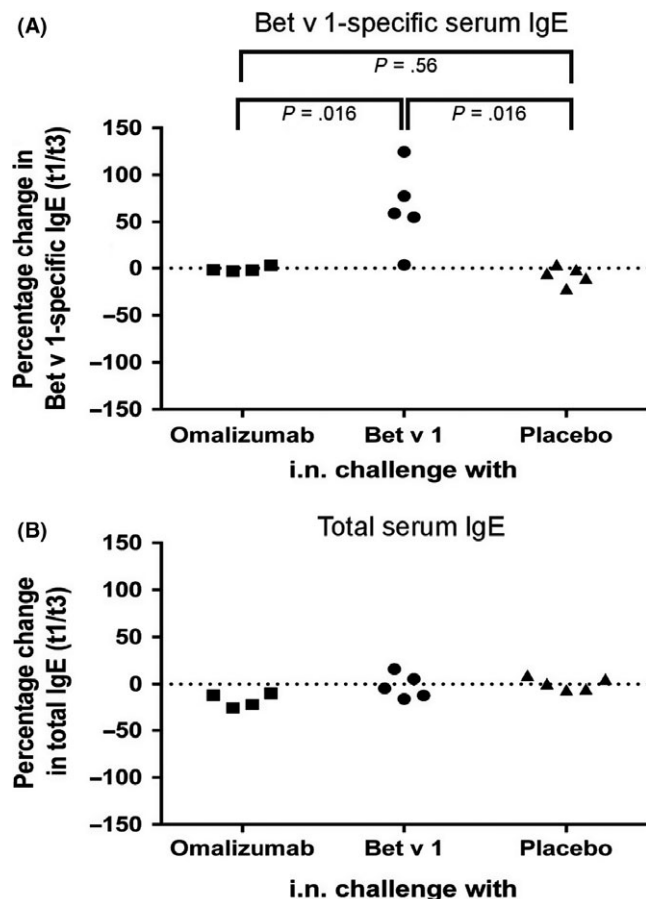 (A)
Bet v 1-specific serum IgE
P = .56
P = .016
P = .016
Percentage change in
Bet v 1-specific IgE (t1/t3)
150
100
50
0
−50
−100
−150
Omalizumab
Bet v 1
Placebo
i.n. challenge with
(B)
Total serum IgE
Percentage change
in total IgE (t1/t3)
150
100
50
0
−50
−100
−150
Omalizumab
Bet v 1
Placebo
i.n. challenge with